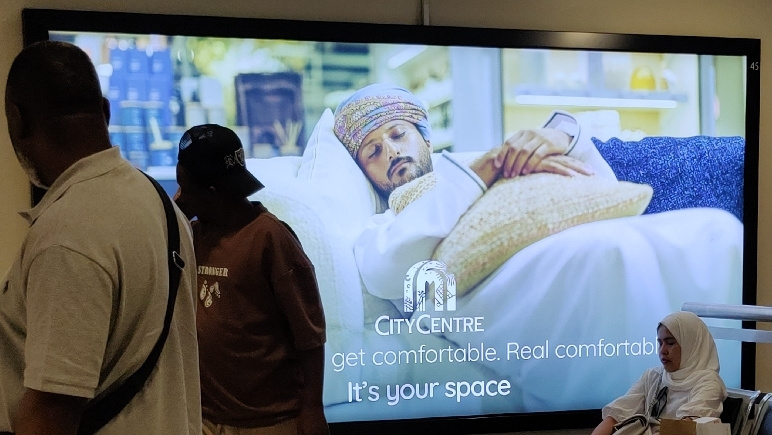 45
STRONGER
CITYCENTRE
get comfortable. Real comfortabl
It's your space